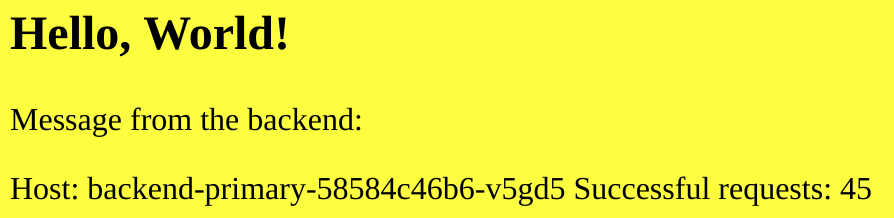 Hello, World!
Message from the backend:
Host: backend-primary-58584c46b6-v5gd5 Successful requests: 45